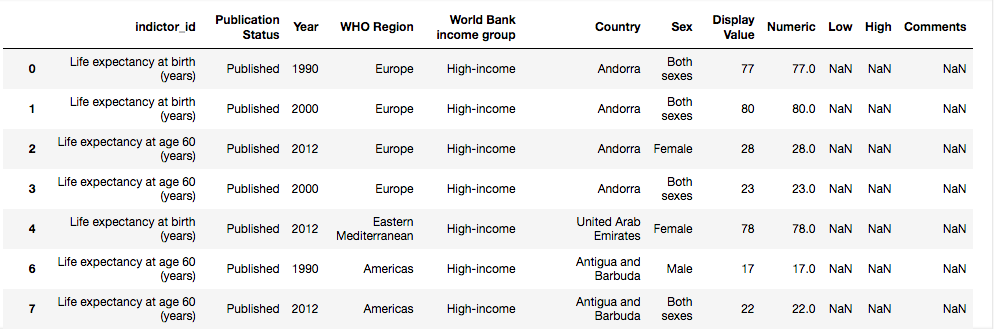 indictor_id Publication Status Year WHO Region World Bank income group Country Sex Display Value Numeric Low High Comments
0 Life expectancy at birth (years) Published 1990 Europe High-income Andorra Both sexes 77 77.0 NaN NaN NaN
1 Life expectancy at birth (years) Published 2000 Europe High-income Andorra Both sexes 80 80.0 NaN NaN NaN
2 Life expectancy at age 60 (years) Published 2012 Europe High-income Andorra Female 28 28.0 NaN NaN NaN
3 Life expectancy at age 60 (years) Published 2000 Europe High-income Andorra Both sexes 23 23.0 NaN NaN NaN
4 Life expectancy at birth (years) Published 2012 Eastern Mediterranean High-income United Arab Emirates Female 78 78.0 NaN NaN NaN
6 Life expectancy at age 60 (years) Published 1990 Americas High-income Antigua and Barbuda Male 17 17.0 NaN NaN NaN
7 Life expectancy at age 60 (years) Published 2012 Americas High-income Antigua and Barbuda Both sexes 22 22.0 NaN NaN NaN